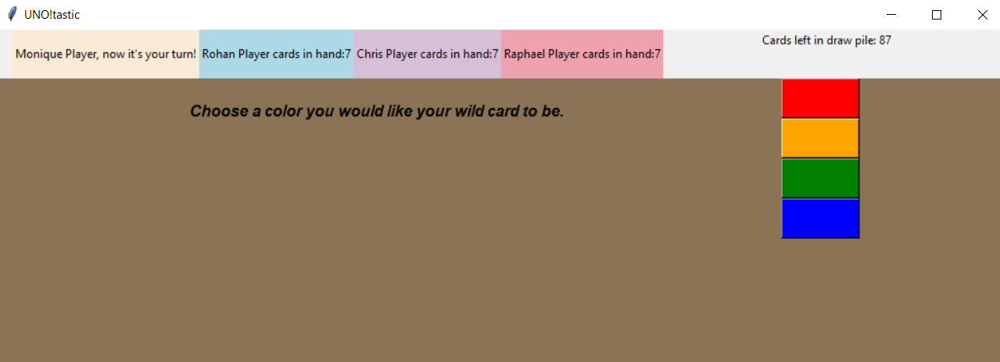 UNO!tastic
Monique Player, now it's your turn! Rohan Player cards in hand:7 Chris Player cards in hand:7 Raphael Player cards in hand:7
Cards left in draw pile: 87
Choose a color you would like your wild card to be.